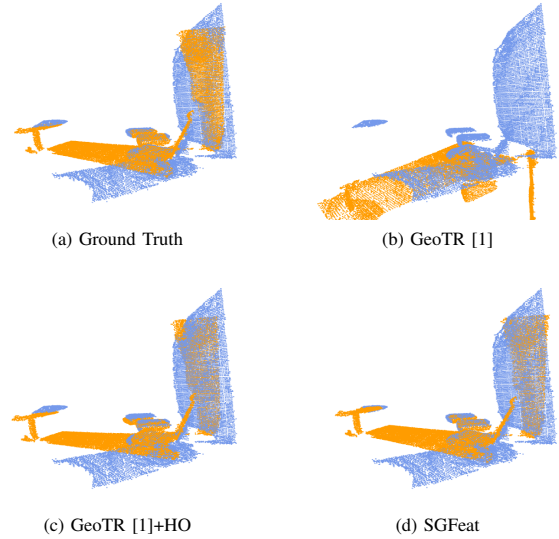 (a) Ground Truth
(b) GeoTR [1]
(c) GeoTR [1]+HO
(d) SGFeat